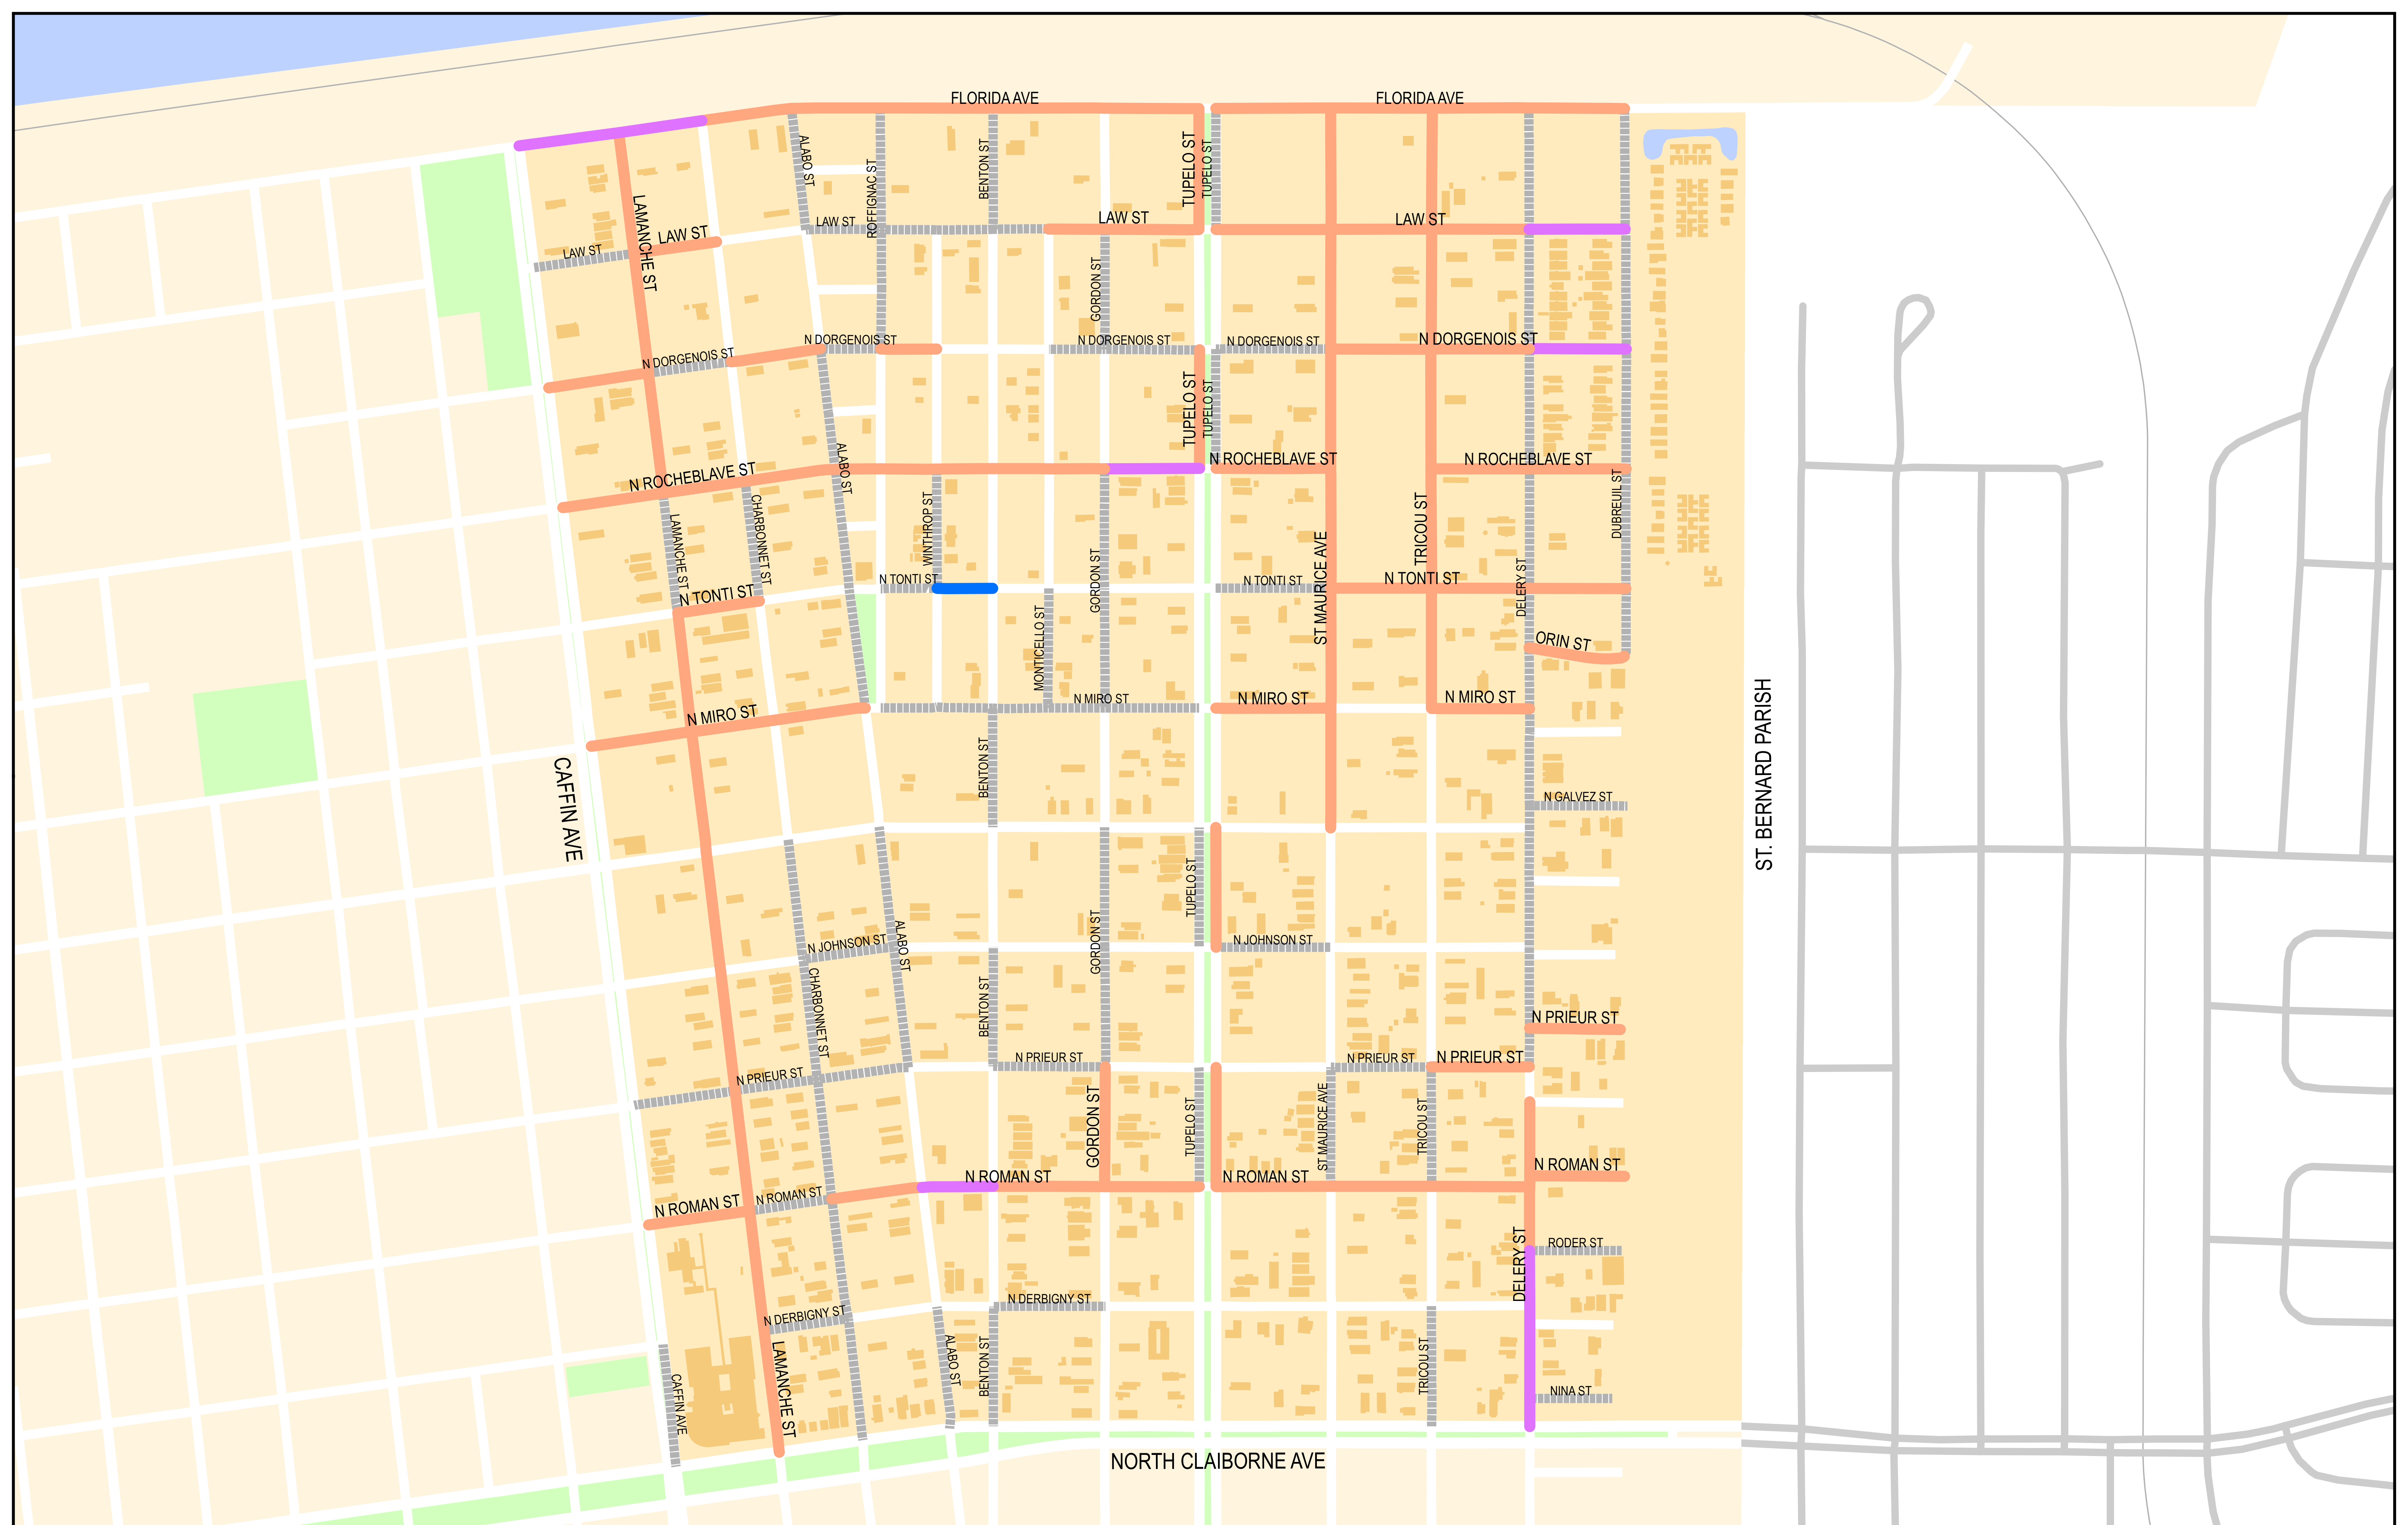 FLORIDA AVE
FLORIDA AVE
ALABO ST
ROFFIGNAC ST
BENTON ST
TUPELO ST
TUPELO ST
LAMANCHE ST
LAW ST
LAW ST
LAW ST
LAW ST
LAW ST
GORDON ST
N DORGENOIS ST
N DORGENOIS ST
N DORGENOIS ST
N DORGENOIS ST
N DORGENOIS ST
TUPELO ST
TUPELO ST
N ROCHEBLAVE ST
ALABO ST
N ROCHEBLAVE ST
N ROCHEBLAVE ST
LAMANCHE ST
CHARBONNET ST
WINTHROP ST
GORDON ST
ST MAURICE AVE
TRICOU ST
DELERY ST
DUBREUIL ST
N TONTI ST
N TONTI ST
N TONTI ST
N TONTI ST
MONTICELLO ST
ORIN ST
N MIRO ST
N MIRO ST
N MIRO ST
N MIRO ST
CAFFIN AVE
BENTON ST
N GALVEZ ST
ST. BERNARD PARISH
TUPELO ST
N JOHNSON ST
ALABO ST
GORDON ST
N JOHNSON ST
CHARBONNET ST
BENTON ST
N PRIEUR ST
N PRIEUR ST
N PRIEUR ST
N PRIEUR ST
N PRIEUR ST
GORDON ST
TUPELO ST
ST MAURICE AVE
TRICOU ST
N ROMAN ST
N ROMAN ST
N ROMAN ST
N ROMAN ST
N ROMAN ST
DELERY ST
RODER ST
N DERBIGNY ST
N DERBIGNY ST
LAMANCHE ST
ALABO ST
BENTON ST
TRICOU ST
NINA ST
CAFFIN AVE
NORTH CLAIBORNE AVE